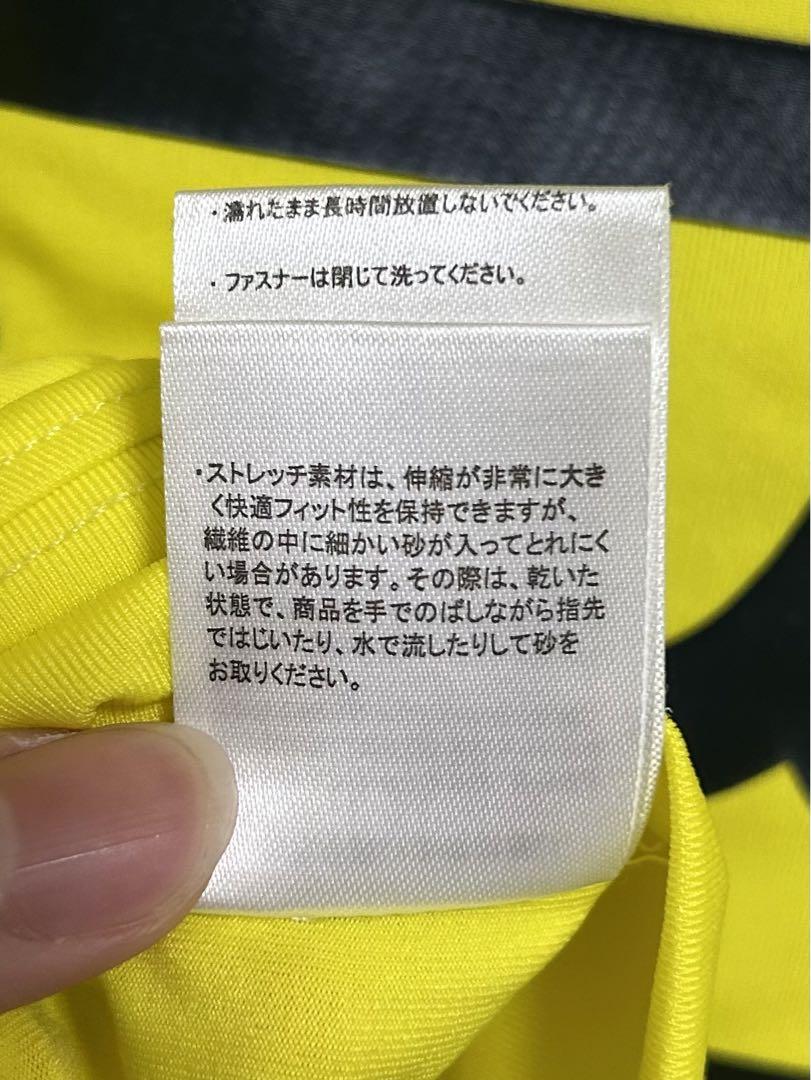 ・濡れたまま長時間放置しないでください。
・ファスナーは閉じて洗ってください。
・ストレッチ素材は、伸縮が非常に大き
く快適フィット性を保持できますが、
繊維の中に細かい砂が入ってとれにく
い場合があります。その際は、乾いた
状態で、商品を手でのばしながら指先
ではじいたり、水で流したりして砂を
お取りください。